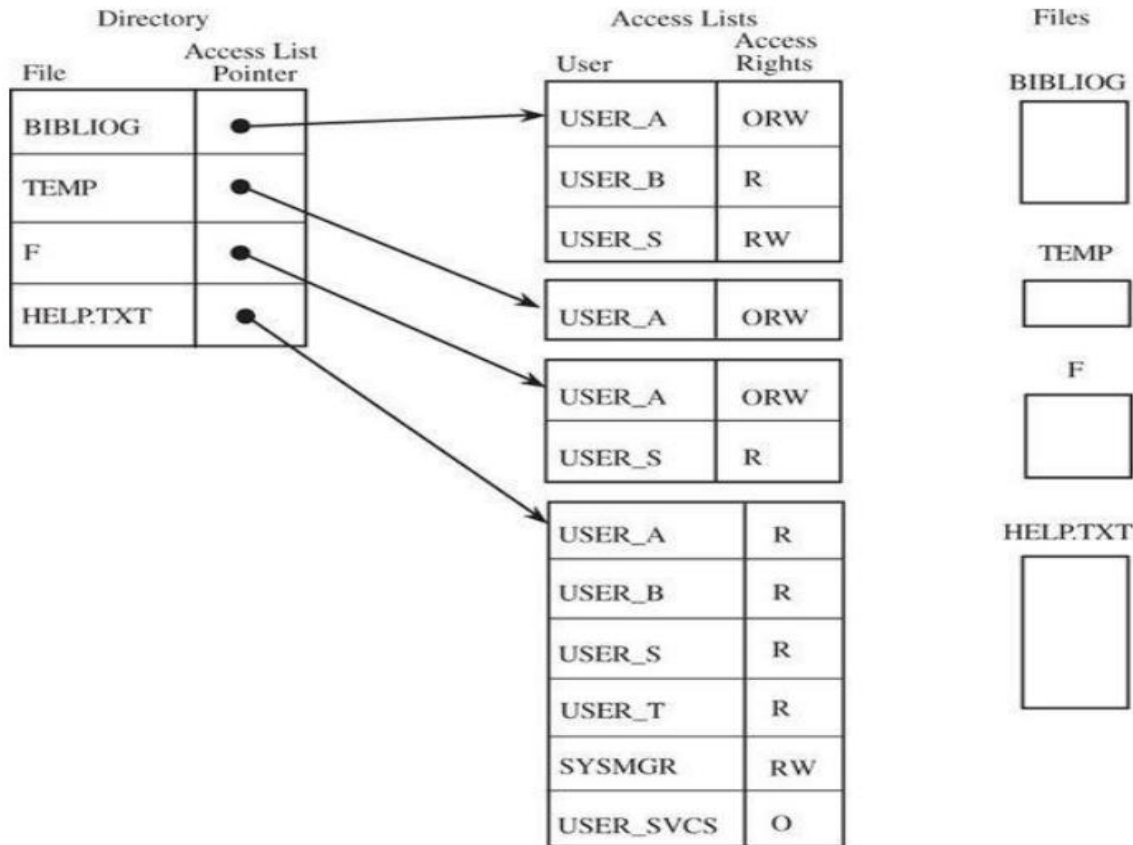 Directory
File
Access List
Pointer
BIBLIOG
TEMP
F
HELP.TXT
Access Lists
User
Access
Rights
USER_A ORW
USER_B R
USER_S RW
USER_A ORW
USER_A ORW
USER_S R
USER_A R
USER_B R
USER_S R
USER_T R
SYSMGR RW
USER_SVCS O
Files
BIBLIOG
TEMP
F
HELP.TXT